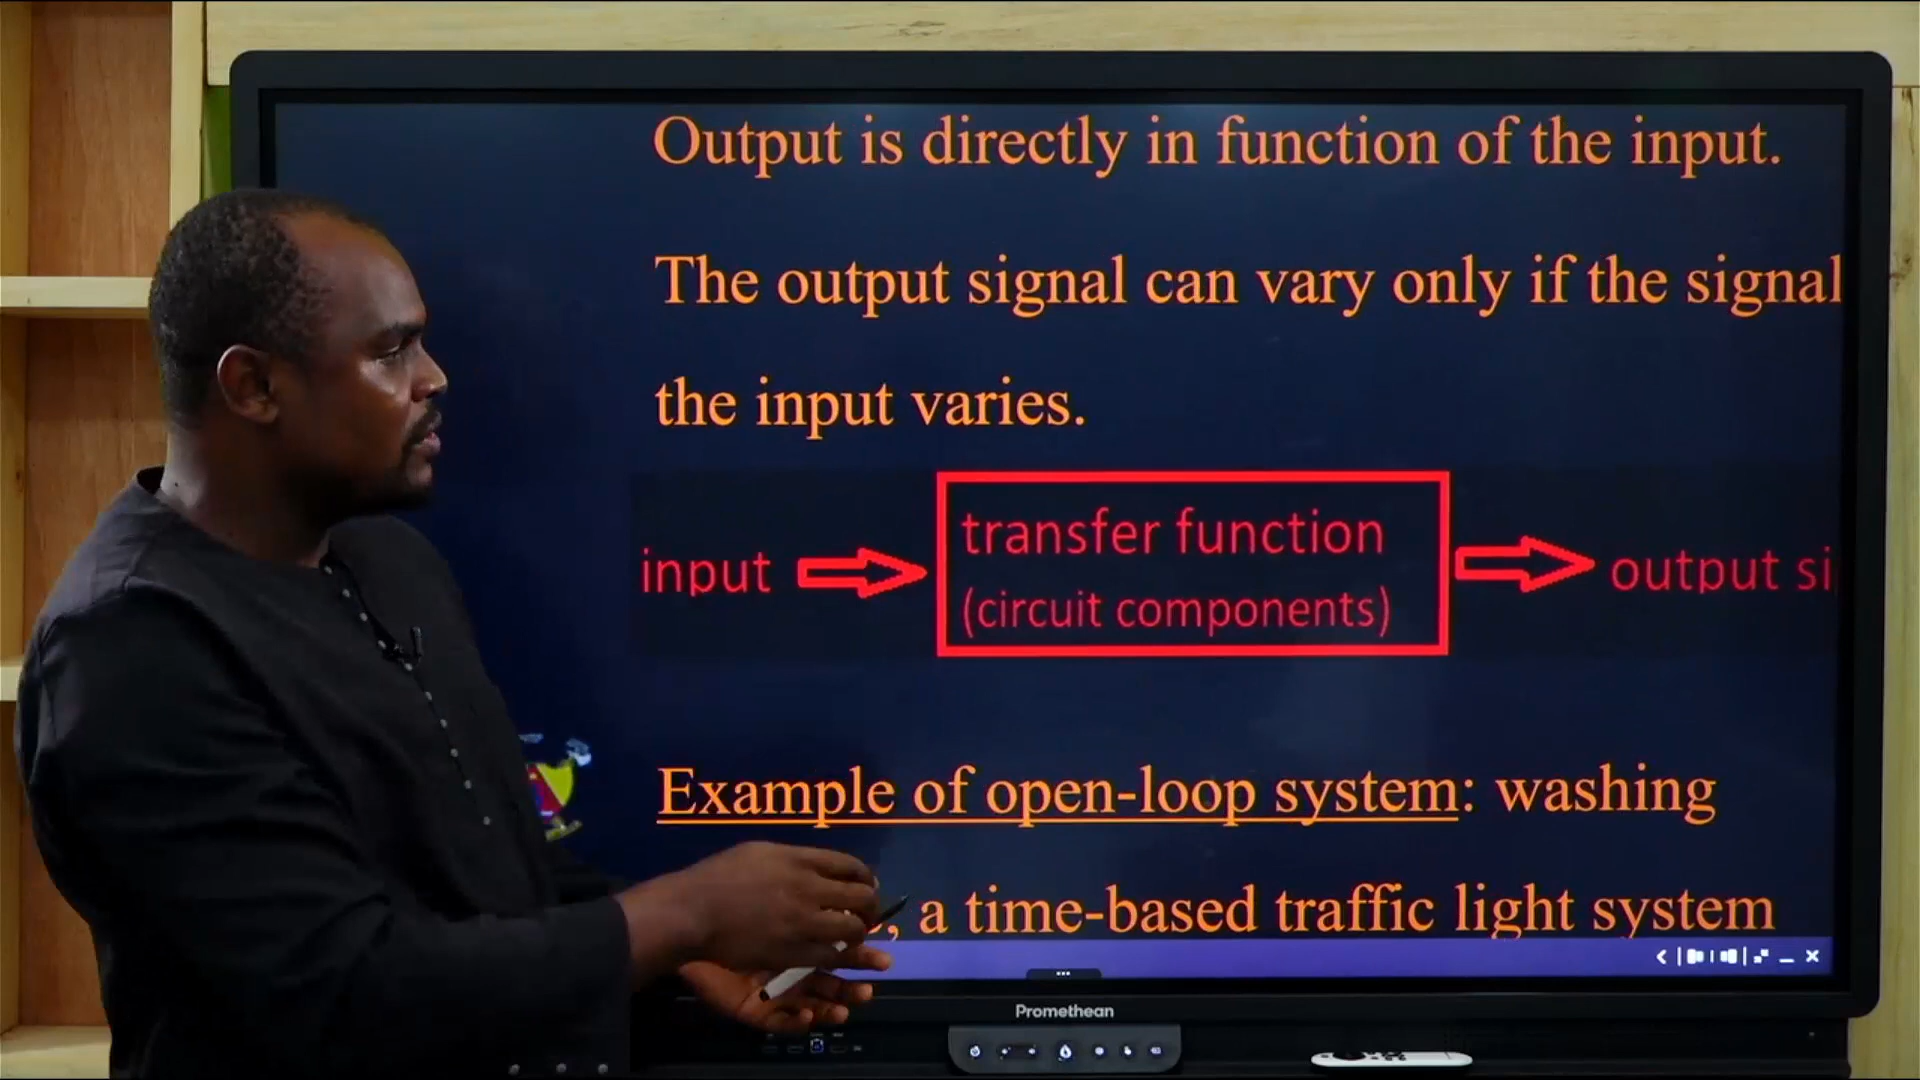 Output is directly in function of the input.
The output signal can vary only if the signal
the input varies.
input
transfer function
(circuit components)
output si
Example of open-loop system: washing
, a time-based traffic light system
Promethean